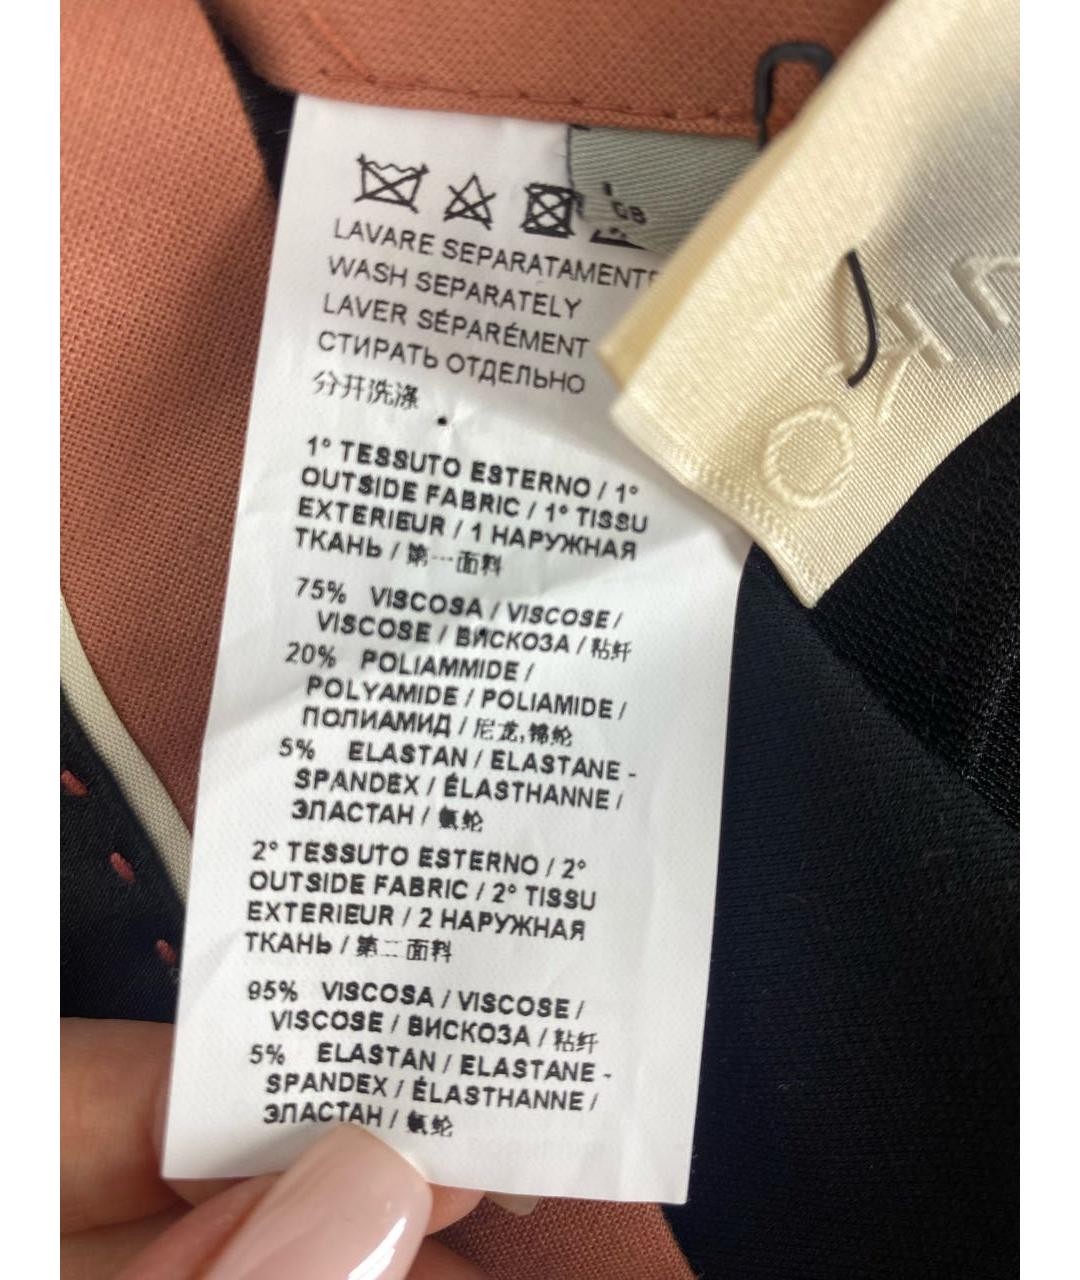 GB
LAVARE SEPARATAMENTE
WASH SEPARATELY
LAVER SÉPARÉMENT
СТИРАТЬ ОТДЕЛЬНО
分开洗涤
1° TESSUTO ESTERNO / 1°
OUTSIDE FABRIC / 1° TISSU
EXTERIEUR / 1 НАРУЖНАЯ
ТКАНЬ / 第一面料
75% VISCOSA / VISCOSE /
VISCOSE / ВИСКОЗА / 粘纤
20% POLIAMMIDE /
POLYAMIDE / POLIAMIDE /
ПОЛИАМИД / 尼龙,锦纶
5% ELASTAN / ELASTANE -
SPANDEX / ÉLASTHANNE /
ЭЛАСТАН / 氨纶
2° TESSUTO ESTERNO / 2°
OUTSIDE FABRIC / 2° TISSU
EXTERIEUR / 2 НАРУЖНАЯ
ТКАНЬ / 第二面料
95% VISCOSA / VISCOSE /
VISCOSE / ВИСКОЗА / 粘纤
5% ELASTAN / ELASTANE -
SPANDEX / ÉLASTHANNE /
ЭЛАСТАН / 氨纶